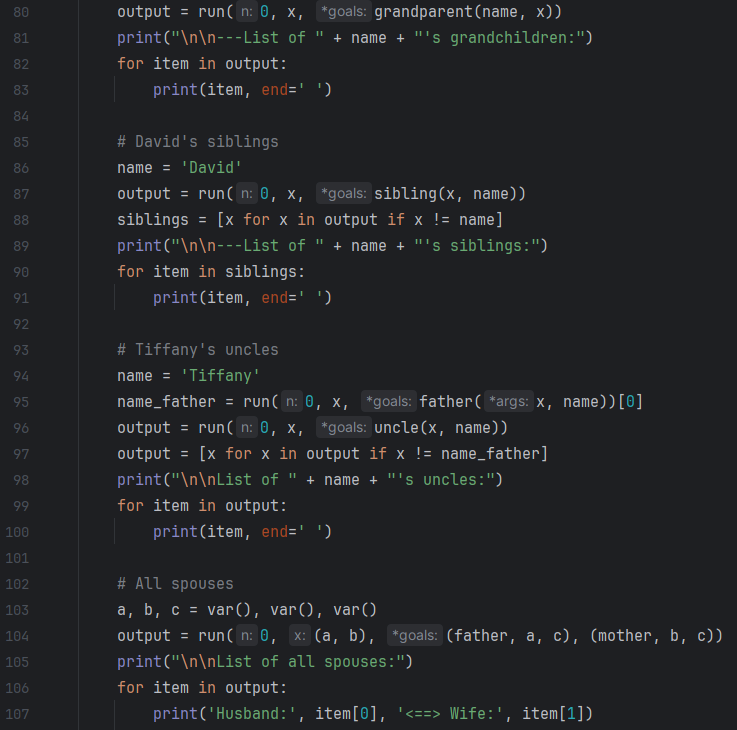 80 output = run( n: 0, x, *goals: grandparent(name, x))
81 print("\n\n---List of " + name + "'s grandchildren:")
82 for item in output:
83 print(item, end=' ')
84
85 # David's siblings
86 name = 'David'
87 output = run( n: 0, x, *goals: sibling(x, name))
88 siblings = [x for x in output if x != name]
89 print("\n\n---List of " + name + "'s siblings:")
90 for item in siblings:
91 print(item, end=' ')
92
93 # Tiffany's uncles
94 name = 'Tiffany'
95 name_father = run( n: 0, x, *goals: father( *args: x, name))[0]
96 output = run( n: 0, x, *goals: uncle(x, name))
97 output = [x for x in output if x != name_father]
98 print("\n\nList of " + name + "'s uncles:")
99 for item in output:
100 print(item, end=' ')
101
102 # All spouses
103 a, b, c = var(), var(), var()
104 output = run( n: 0, x: (a, b), *goals: (father, a, c), (mother, b, c))
105 print("\n\nList of all spouses:")
106 for item in output:
107 print('Husband:', item[0], '<==> Wife:', item[1])